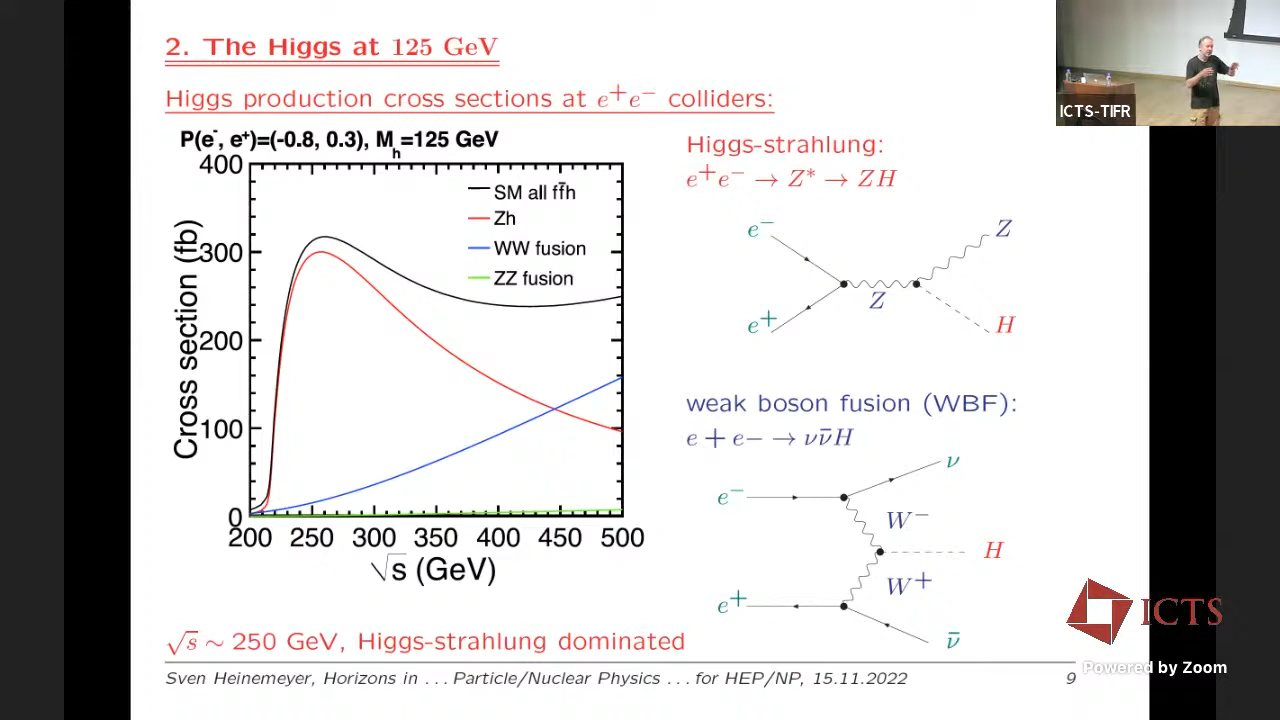 2. The Higgs at 125 GeV
Higgs production cross sections at e⁺e⁻ colliders:
P(e⁻, e⁺)=(-0.8, 0.3), M_h=125 GeV
Cross section (fb)
400
300
200
100
0
SM all ff̄h
Zh
WW fusion
ZZ fusion
200 250 300 350 400 450 500
√s (GeV)
Higgs-strahlung:
e⁺e⁻ → Z* → ZH
e⁻
Z
Z
e⁺
H
weak boson fusion (WBF):
e + e− → νν̄H
ν
e⁻
W⁻
H
W⁺
e⁺
ν̄
√s ∼ 250 GeV, Higgs-strahlung dominated
Sven Heinemeyer, Horizons in ... Particle/Nuclear Physics ... for HEP/NP, 15.11.2022 9
ICTS-TIFR
ICTS
Powered by Zoom